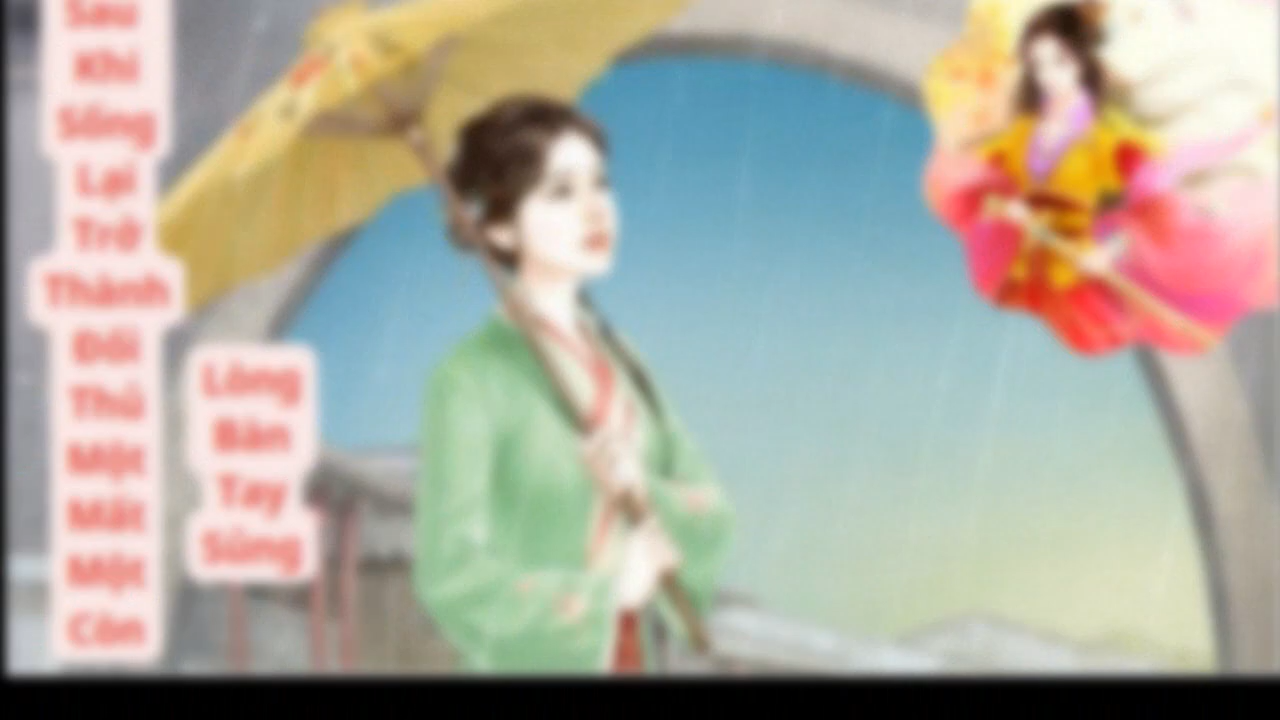 Sau
Khi
Sống
Lại
Trở
Thành
Đối
Thủ
Một
Mất
Một
Còn
Lòng
Bàn
Tay
Sủng